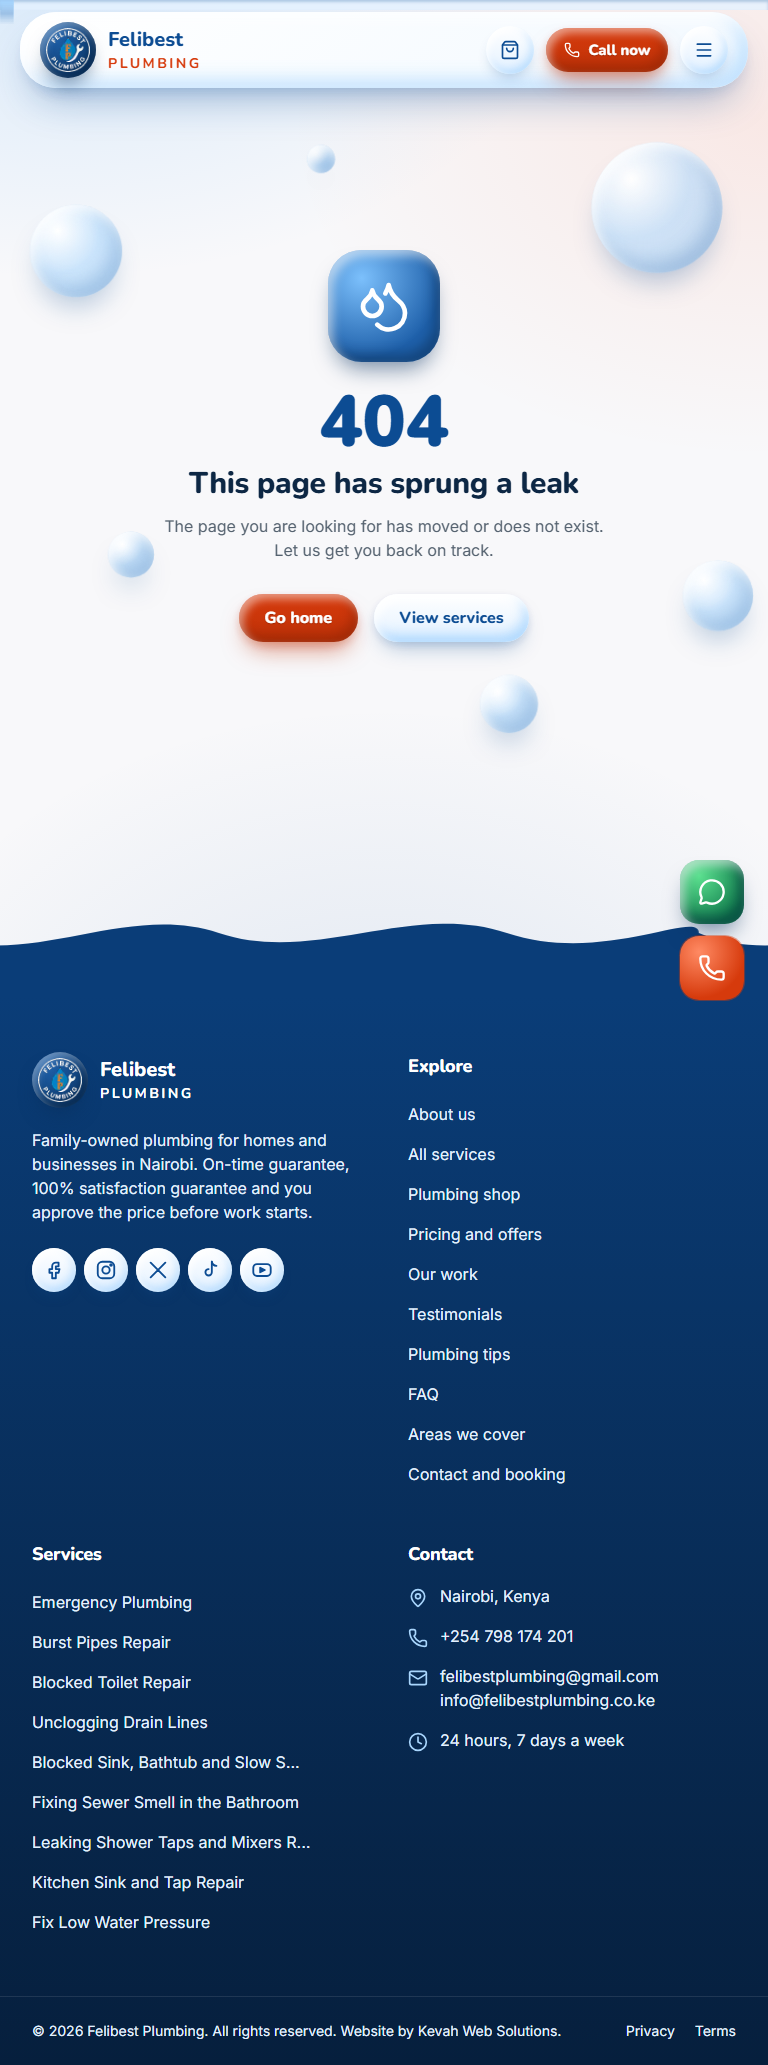 FELIBEST
PLUMBING
Felibest
PLUMBING
Call now
404
This page has sprung a leak
The page you are looking for has moved or does not exist.
Let us get you back on track.
Go home
View services
FELIBEST
PLUMBING
Felibest
PLUMBING
Family-owned plumbing for homes and
businesses in Nairobi. On-time guarantee,
100% satisfaction guarantee and you
approve the price before work starts.
Explore
About us
All services
Plumbing shop
Pricing and offers
Our work
Testimonials
Plumbing tips
FAQ
Areas we cover
Contact and booking
Services
Emergency Plumbing
Burst Pipes Repair
Blocked Toilet Repair
Unclogging Drain Lines
Blocked Sink, Bathtub and Slow S...
Fixing Sewer Smell in the Bathroom
Leaking Shower Taps and Mixers R...
Kitchen Sink and Tap Repair
Fix Low Water Pressure
Contact
Nairobi, Kenya
+254 798 174 201
felibestplumbing@gmail.com
info@felibestplumbing.co.ke
24 hours, 7 days a week
© 2026 Felibest Plumbing. All rights reserved. Website by Kevah Web Solutions.
Privacy
Terms